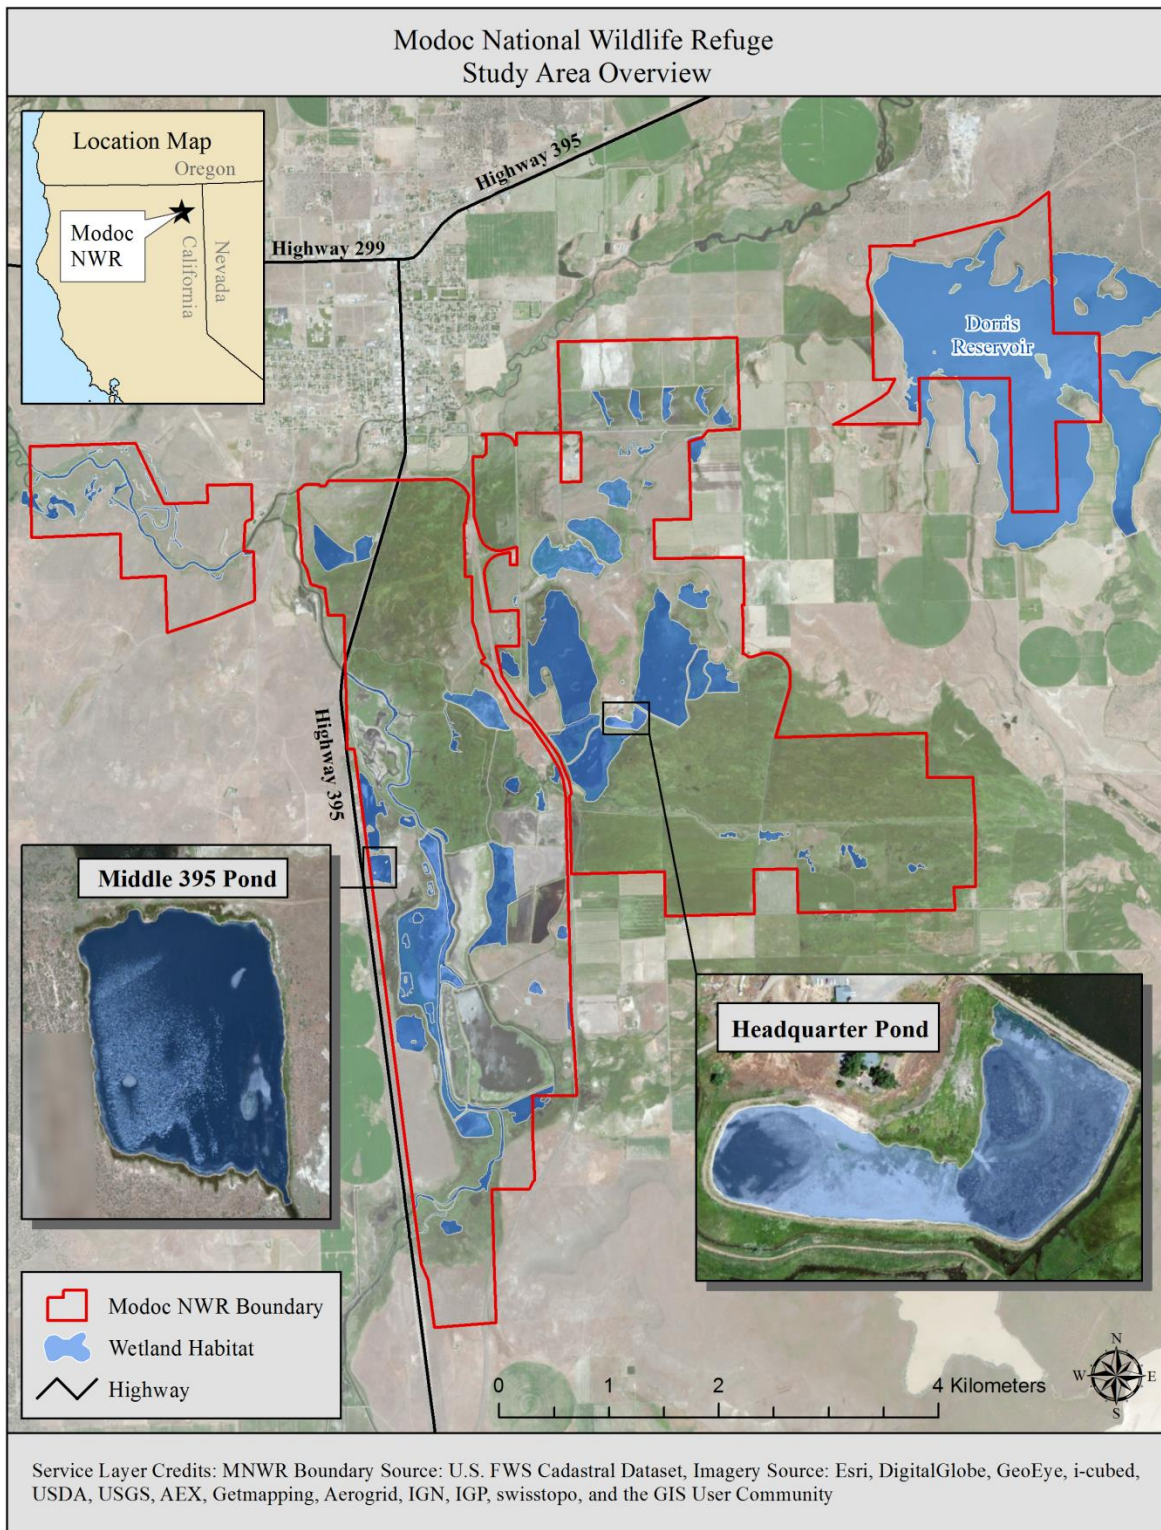 Modoc National Wildlife Refuge
Study Area Overview
Location Map
Oregon
Modoc
NWR
California
Nevada
Highway 395
Highway 299
Dorris
Reservoir
Highway 395
Middle 395 Pond
Headquarter Pond
Modoc NWR Boundary
Wetland Habitat
Highway
0 1 2 4 Kilometers
N
W E
S
Service Layer Credits: MNWR Boundary Source: U.S. FWS Cadastral Dataset, Imagery Source: Esri, DigitalGlobe, GeoEye, i-cubed,
USDA, USGS, AEX, Getmapping, Aerogrid, IGN, IGP, swisstopo, and the GIS User Community